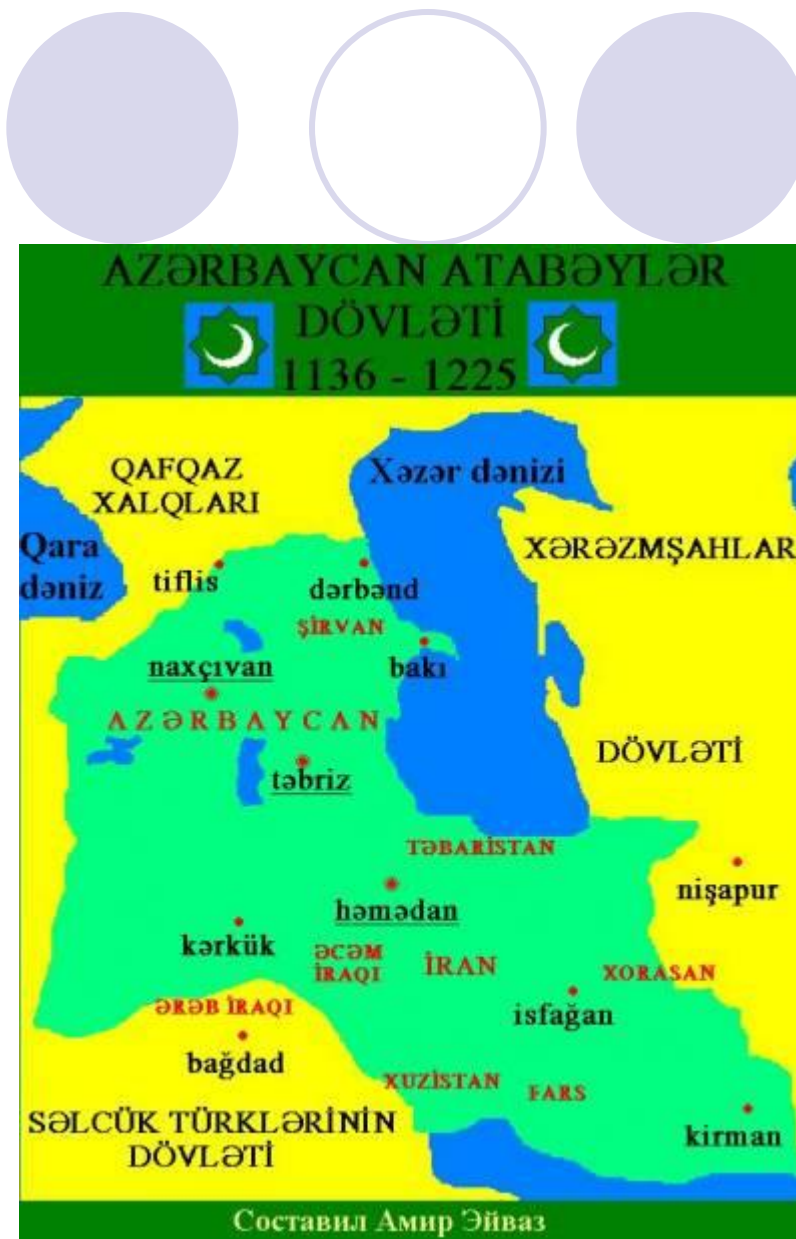 AZƏRBAYCAN ATABƏYLƏR
DÖVLƏTİ
1136 - 1225
QAFQAZ
XALQLARI
Xəzər dənizi
Qara
dəniz
XƏRƏZMŞAHLAR
tiflis
dərbənd
ŞİRVAN
naxçıvan
bakı
AZƏRBAYCAN
DÖVLƏTİ
təbriz
TƏBARİSTAN
nişapur
həmədan
kərkük
ƏCƏM
İRAQI
İRAN
XORASAN
ƏRƏB İRAQI
isfağan
bağdad
XUZİSTAN
FARS
SƏLCÜK TÜRKLƏRİNİN
DÖVLƏTİ
kirman
Составил Амир Эйваз